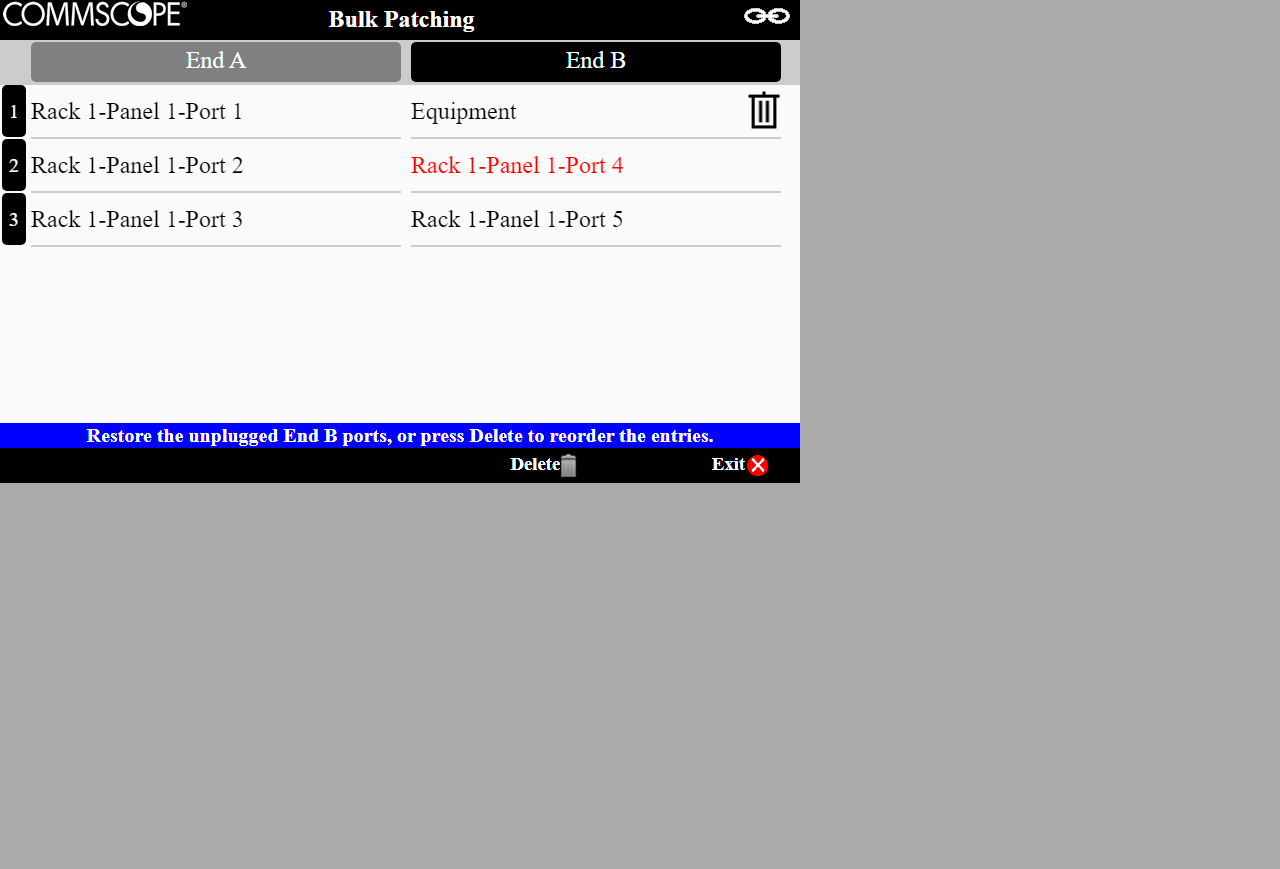 COMMSCOPE®
Bulk Patching
End A End B
1 Rack 1-Panel 1-Port 1 Equipment
2 Rack 1-Panel 1-Port 2 Rack 1-Panel 1-Port 4
3 Rack 1-Panel 1-Port 3 Rack 1-Panel 1-Port 5
Restore the unplugged End B ports, or press Delete to reorder the entries.
Delete Exit